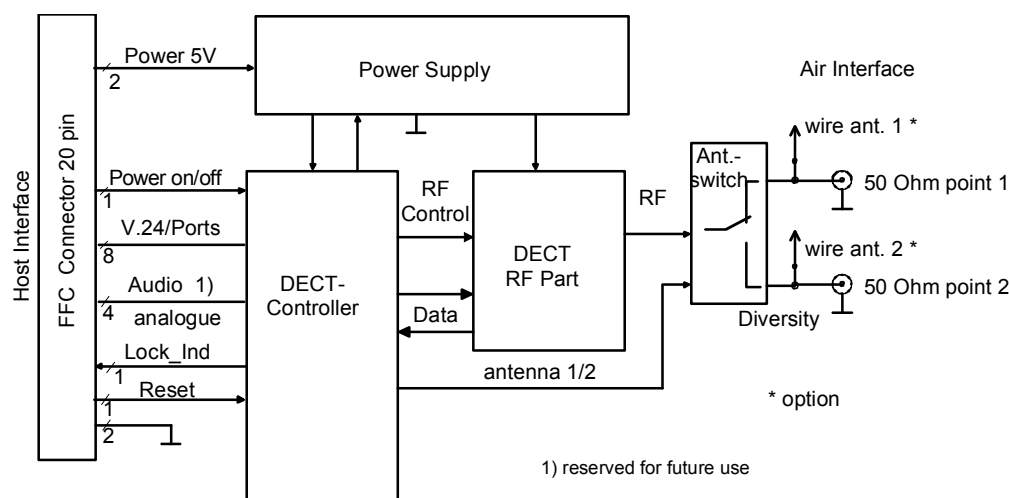 Power 5V
2
Power Supply
Air Interface
Host Interface
FFC Connector 20 pin
wire ant. 1 *
Ant.-
switch
Power on/off
1
RF
Control
RF
50 Ohm point 1
V.24/Ports
8
DECT
RF Part
wire ant. 2 *
DECT-
Controller
Audio 1)
4
analogue
50 Ohm point 2
Data
Diversity
Lock_Ind
1
antenna 1/2
Reset
1
2
* option
1) reserved for future use